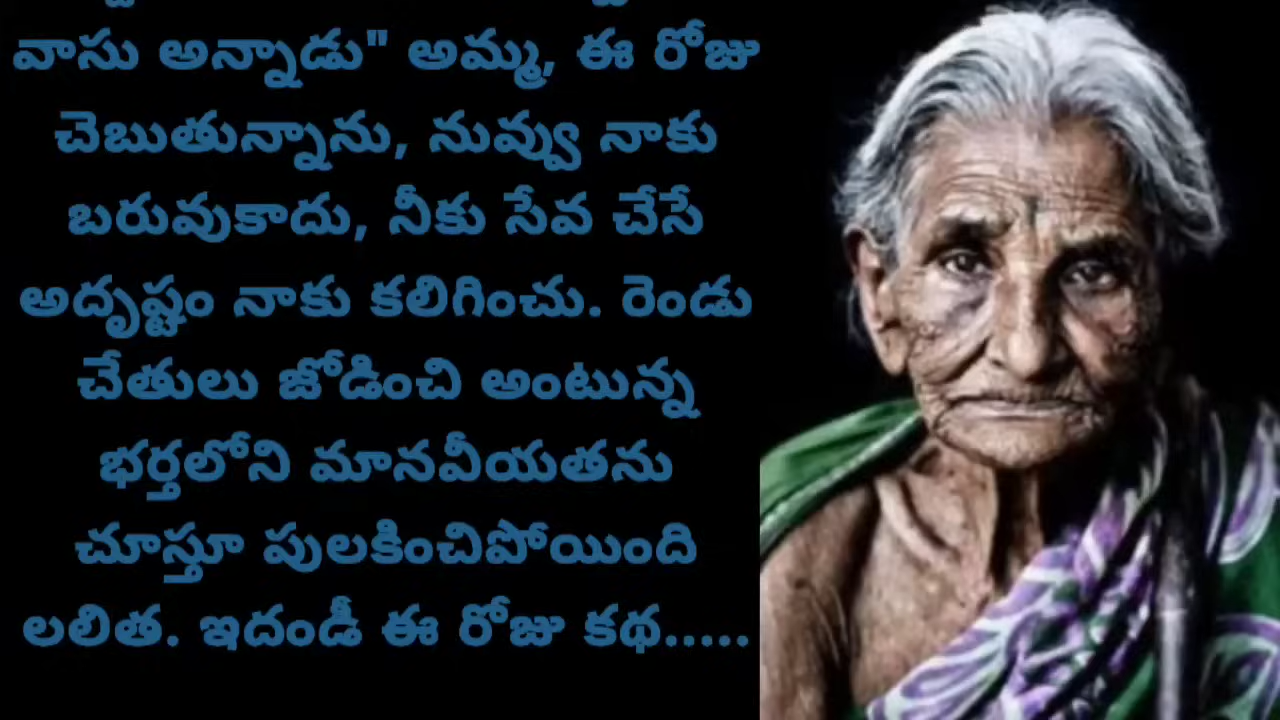 వాసు అన్నాడు" అమ్మ, ఈ రోజు
చెబుతున్నాను, నువ్వు నాకు
బరువుకాదు, నీకు సేవ చేసే
అదృష్టం నాకు కలిగించు. రెండు
చేతులు జోడించి అంటున్న
భర్తలోని మానవీయతను
చూస్తూ పులకించిపోయింది
లలిత. ఇదండీ ఈ రోజు కథ.....